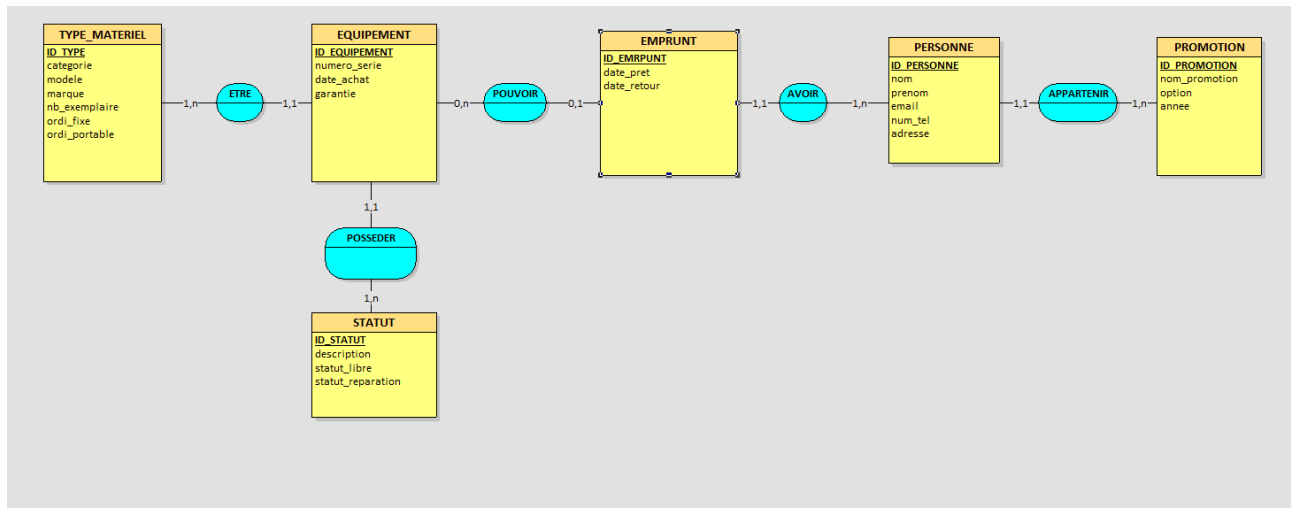 TYPE_MATERIEL
ID_TYPE
categorie
modele
marque
nb_exemplaire
ordi_fixe
ordi_portable
1,n
ETRE
1,1
EQUIPEMENT
ID_EQUIPEMENT
numero_serie
date_achat
garantie
0,n
POUVOIR
0,1
EMPRUNT
ID_EMRPUNT
date_pret
date_retour
1,1
AVOIR
1,n
PERSONNE
ID_PERSONNE
nom
prenom
email
num_tel
adresse
1,1
APPARTENIR
1,n
PROMOTION
ID_PROMOTION
nom_promotion
option
annee
1,1
POSSEDER
1,n
STATUT
ID_STATUT
description
statut_libre
statut_reparation